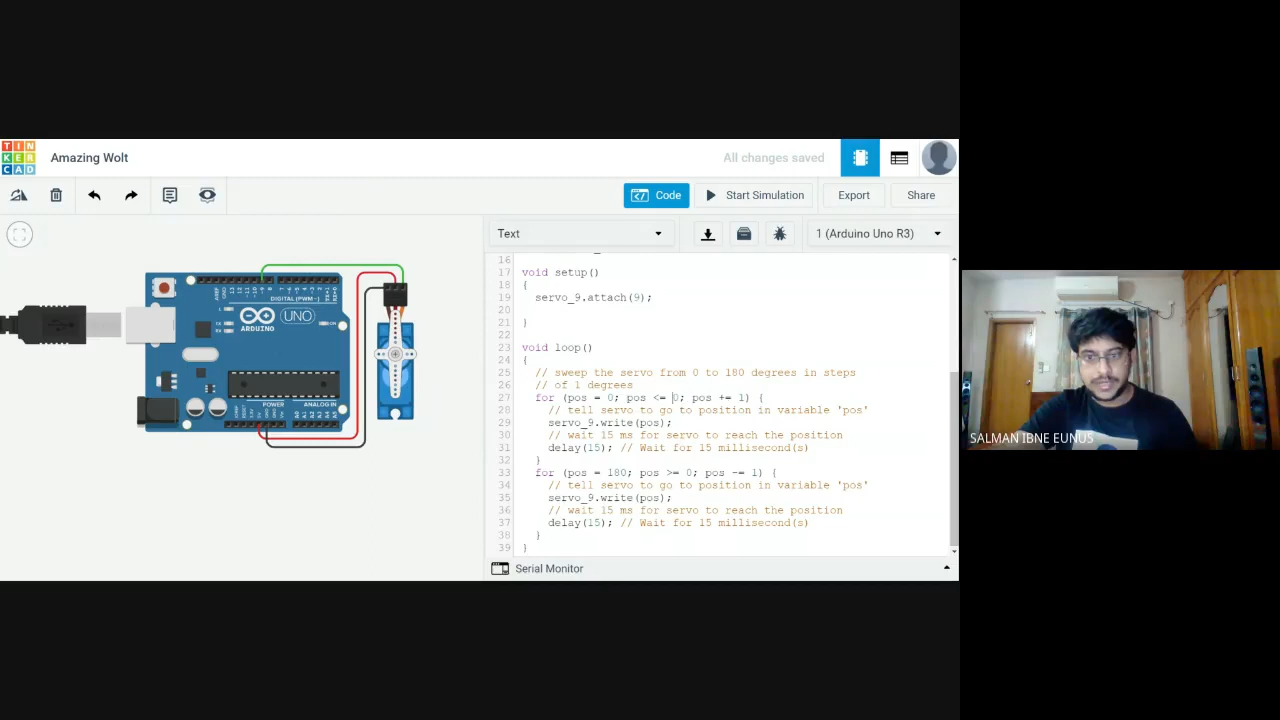 TIN
KER
CAD
Amazing Wolt
All changes saved
Code
Start Simulation
Export
Share
Text
1 (Arduino Uno R3)
16
17 void setup()
18 {
19 servo_9.attach(9);
20
21 }
22
23 void loop()
24 {
25 // sweep the servo from 0 to 180 degrees in steps
26 // of 1 degrees
27 for (pos = 0; pos <= 0; pos += 1) {
28 // tell servo to go to position in variable 'pos'
29 servo_9.write(pos);
30 // wait 15 ms for servo to reach the position
31 delay(15); // Wait for 15 millisecond(s)
32 }
33 for (pos = 180; pos >= 0; pos -= 1) {
34 // tell servo to go to position in variable 'pos'
35 servo_9.write(pos);
36 // wait 15 ms for servo to reach the position
37 delay(15); // Wait for 15 millisecond(s)
38 }
39 }
Serial Monitor
DIGITAL (PWM~)
UNO
ARDUINO
POWER
ANALOG IN
SALMAN IBNE EUNUS